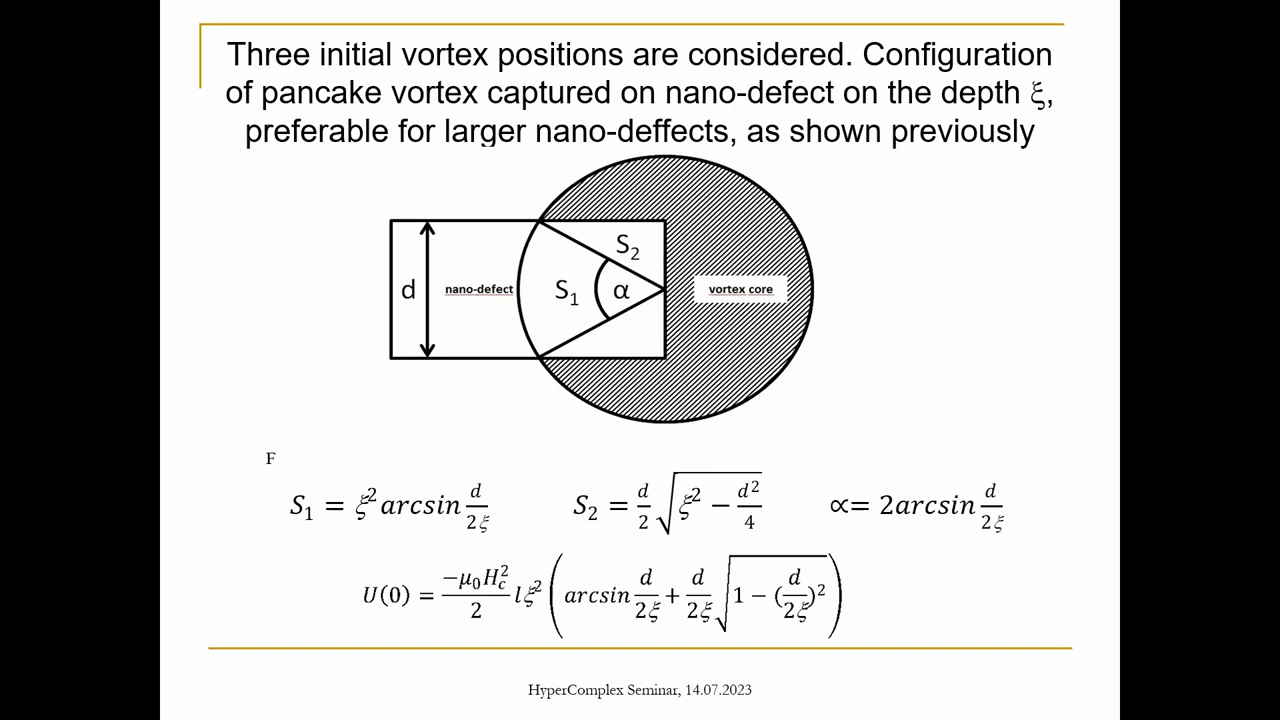 Three initial vortex positions are considered. Configuration
of pancake vortex captured on nano-defect on the depth ξ,
preferable for larger nano-deffects, as shown previously
S₂
d
nano-defect
S₁
α
vortex core
F
S₁ = ξ² arcsin d/2ξ
S₂ = d/2 √(ξ² − d²/4)
∝= 2arcsin d/2ξ
U(0) = −μ₀H_c²/2 lξ² (arcsin d/2ξ + d/2ξ √(1 − (d/2ξ)²))
HyperComplex Seminar, 14.07.2023